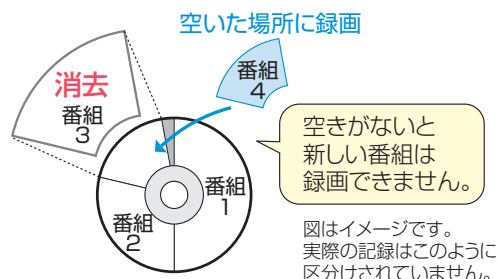 空いた場所に録画
消去
番組
3
番組
4
番組
1
番組
2
空きがないと
新しい番組は
録画できません。
図はイメージです。
実際の記録はこのように
区分けされていません。